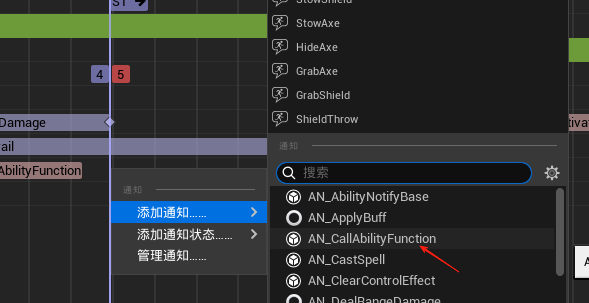 ST
StowShield
StowAxe
HideAxe
GrabAxe
GrabShield
ShieldThrow
4
5
Damage
ail
AbilityFunction
tiva
通知
添加通知……
添加通知状态……
管理通知……
通知
搜索
AN_AbilityNotifyBase
AN_ApplyBuff
AN_CallAbilityFunction
AN_CastSpell
AN_ClearControlEffect
AN_DealRangeDamage
A